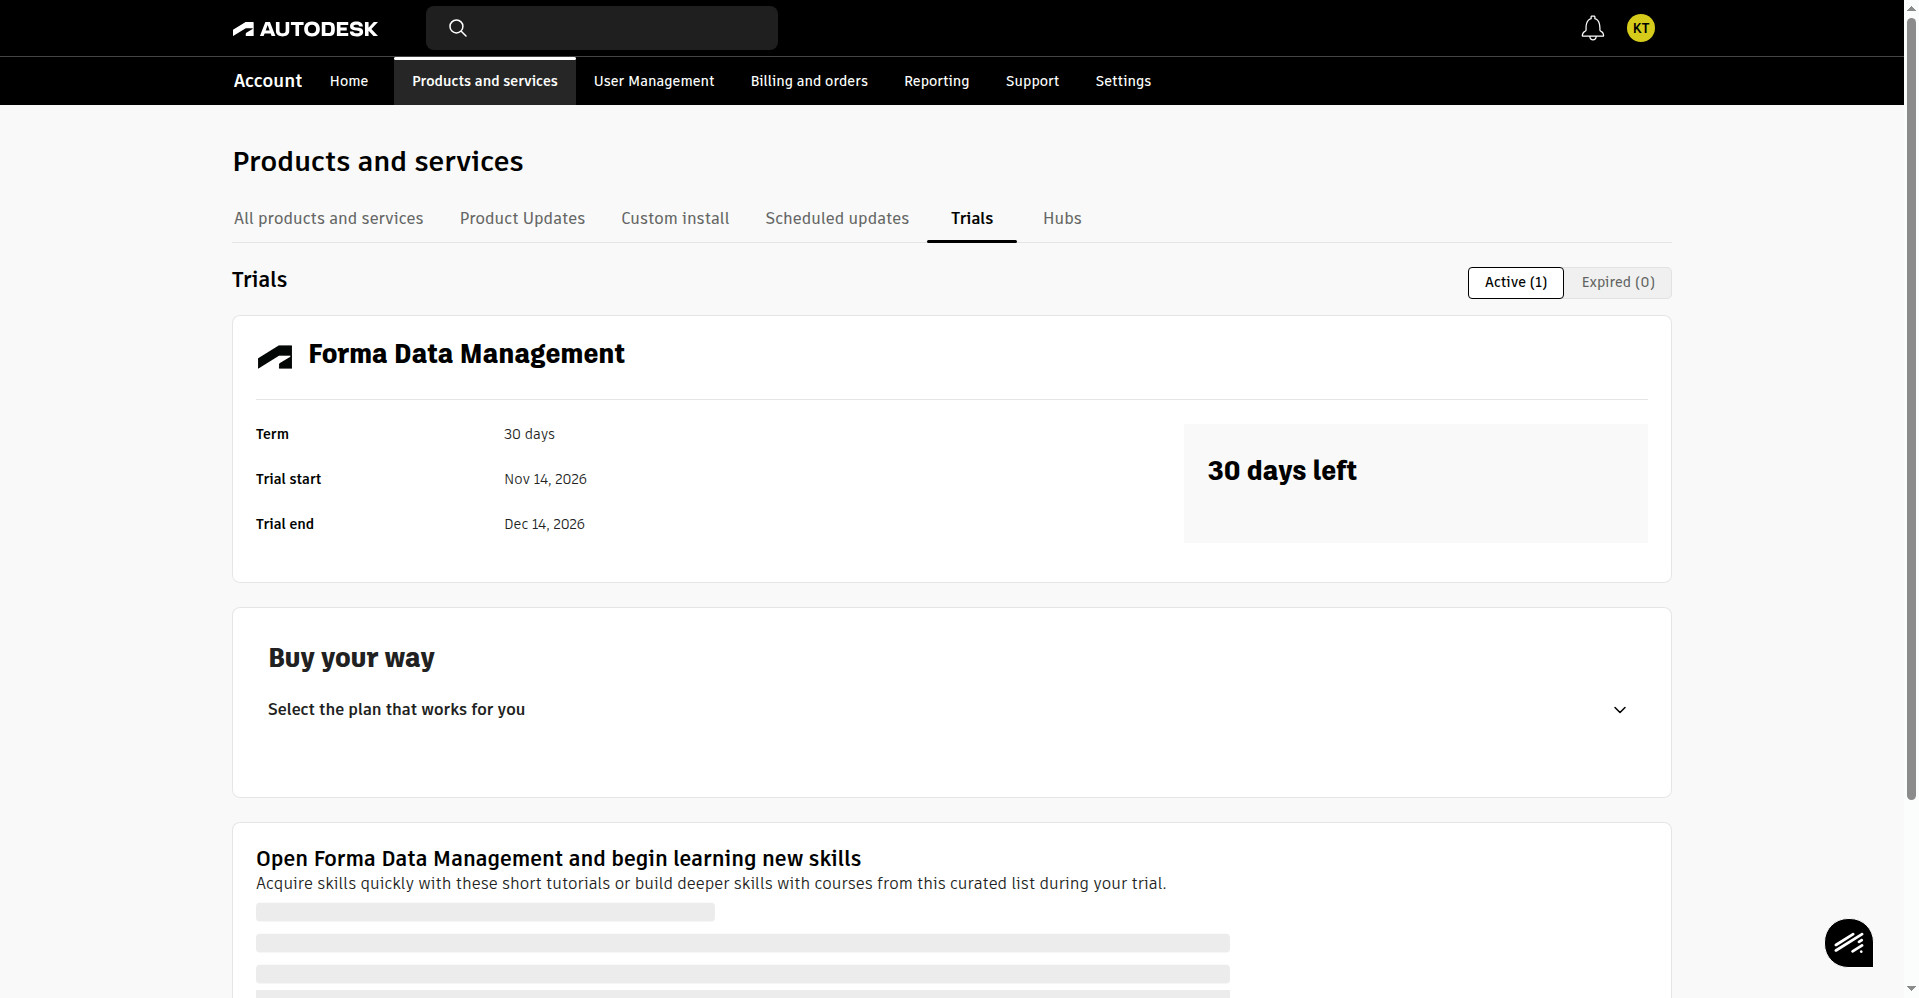 AUTODESK
KT
Account Home Products and services User Management Billing and orders Reporting Support Settings
Products and services
All products and services Product Updates Custom install Scheduled updates Trials Hubs
Trials
Active (1) Expired (0)
Forma Data Management
Term 30 days
Trial start Nov 14, 2026
Trial end Dec 14, 2026
30 days left
Buy your way
Select the plan that works for you
Open Forma Data Management and begin learning new skills
Acquire skills quickly with these short tutorials or build deeper skills with courses from this curated list during your trial.